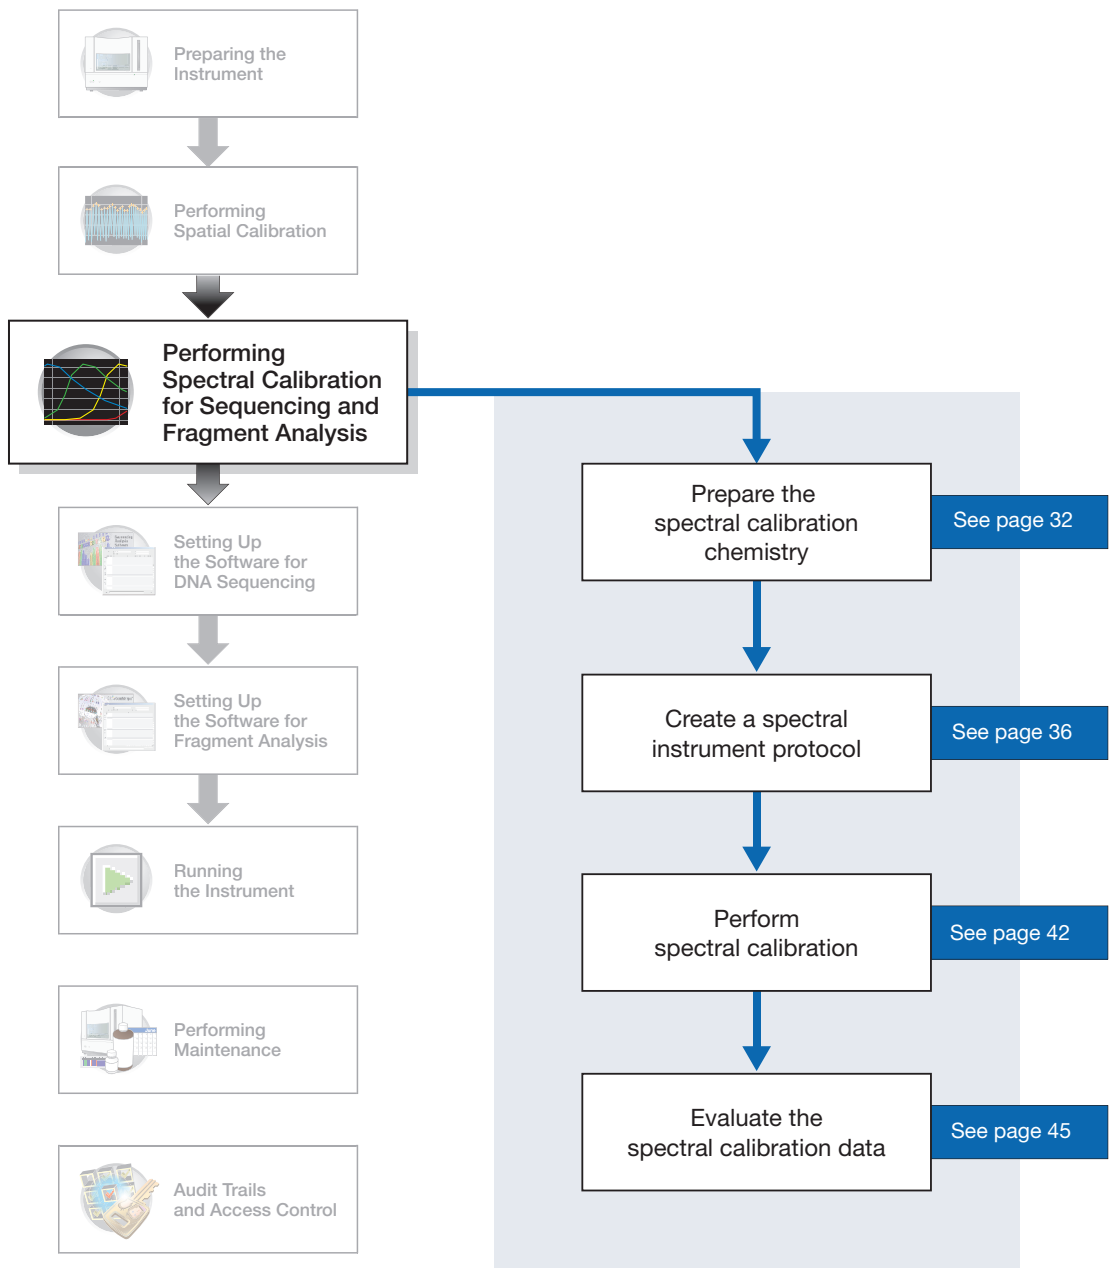 Preparing the
Instrument
Performing
Spatial Calibration
Performing
Spectral Calibration
for Sequencing and
Fragment Analysis
Setting Up
the Software for
DNA Sequencing
Setting Up
the Software for
Fragment Analysis
Running
the Instrument
Performing
Maintenance
Audit Trails
and Access Control
Prepare the
spectral calibration
chemistry
See page 32
Create a spectral
instrument protocol
See page 36
Perform
spectral calibration
See page 42
Evaluate the
spectral calibration data
See page 45